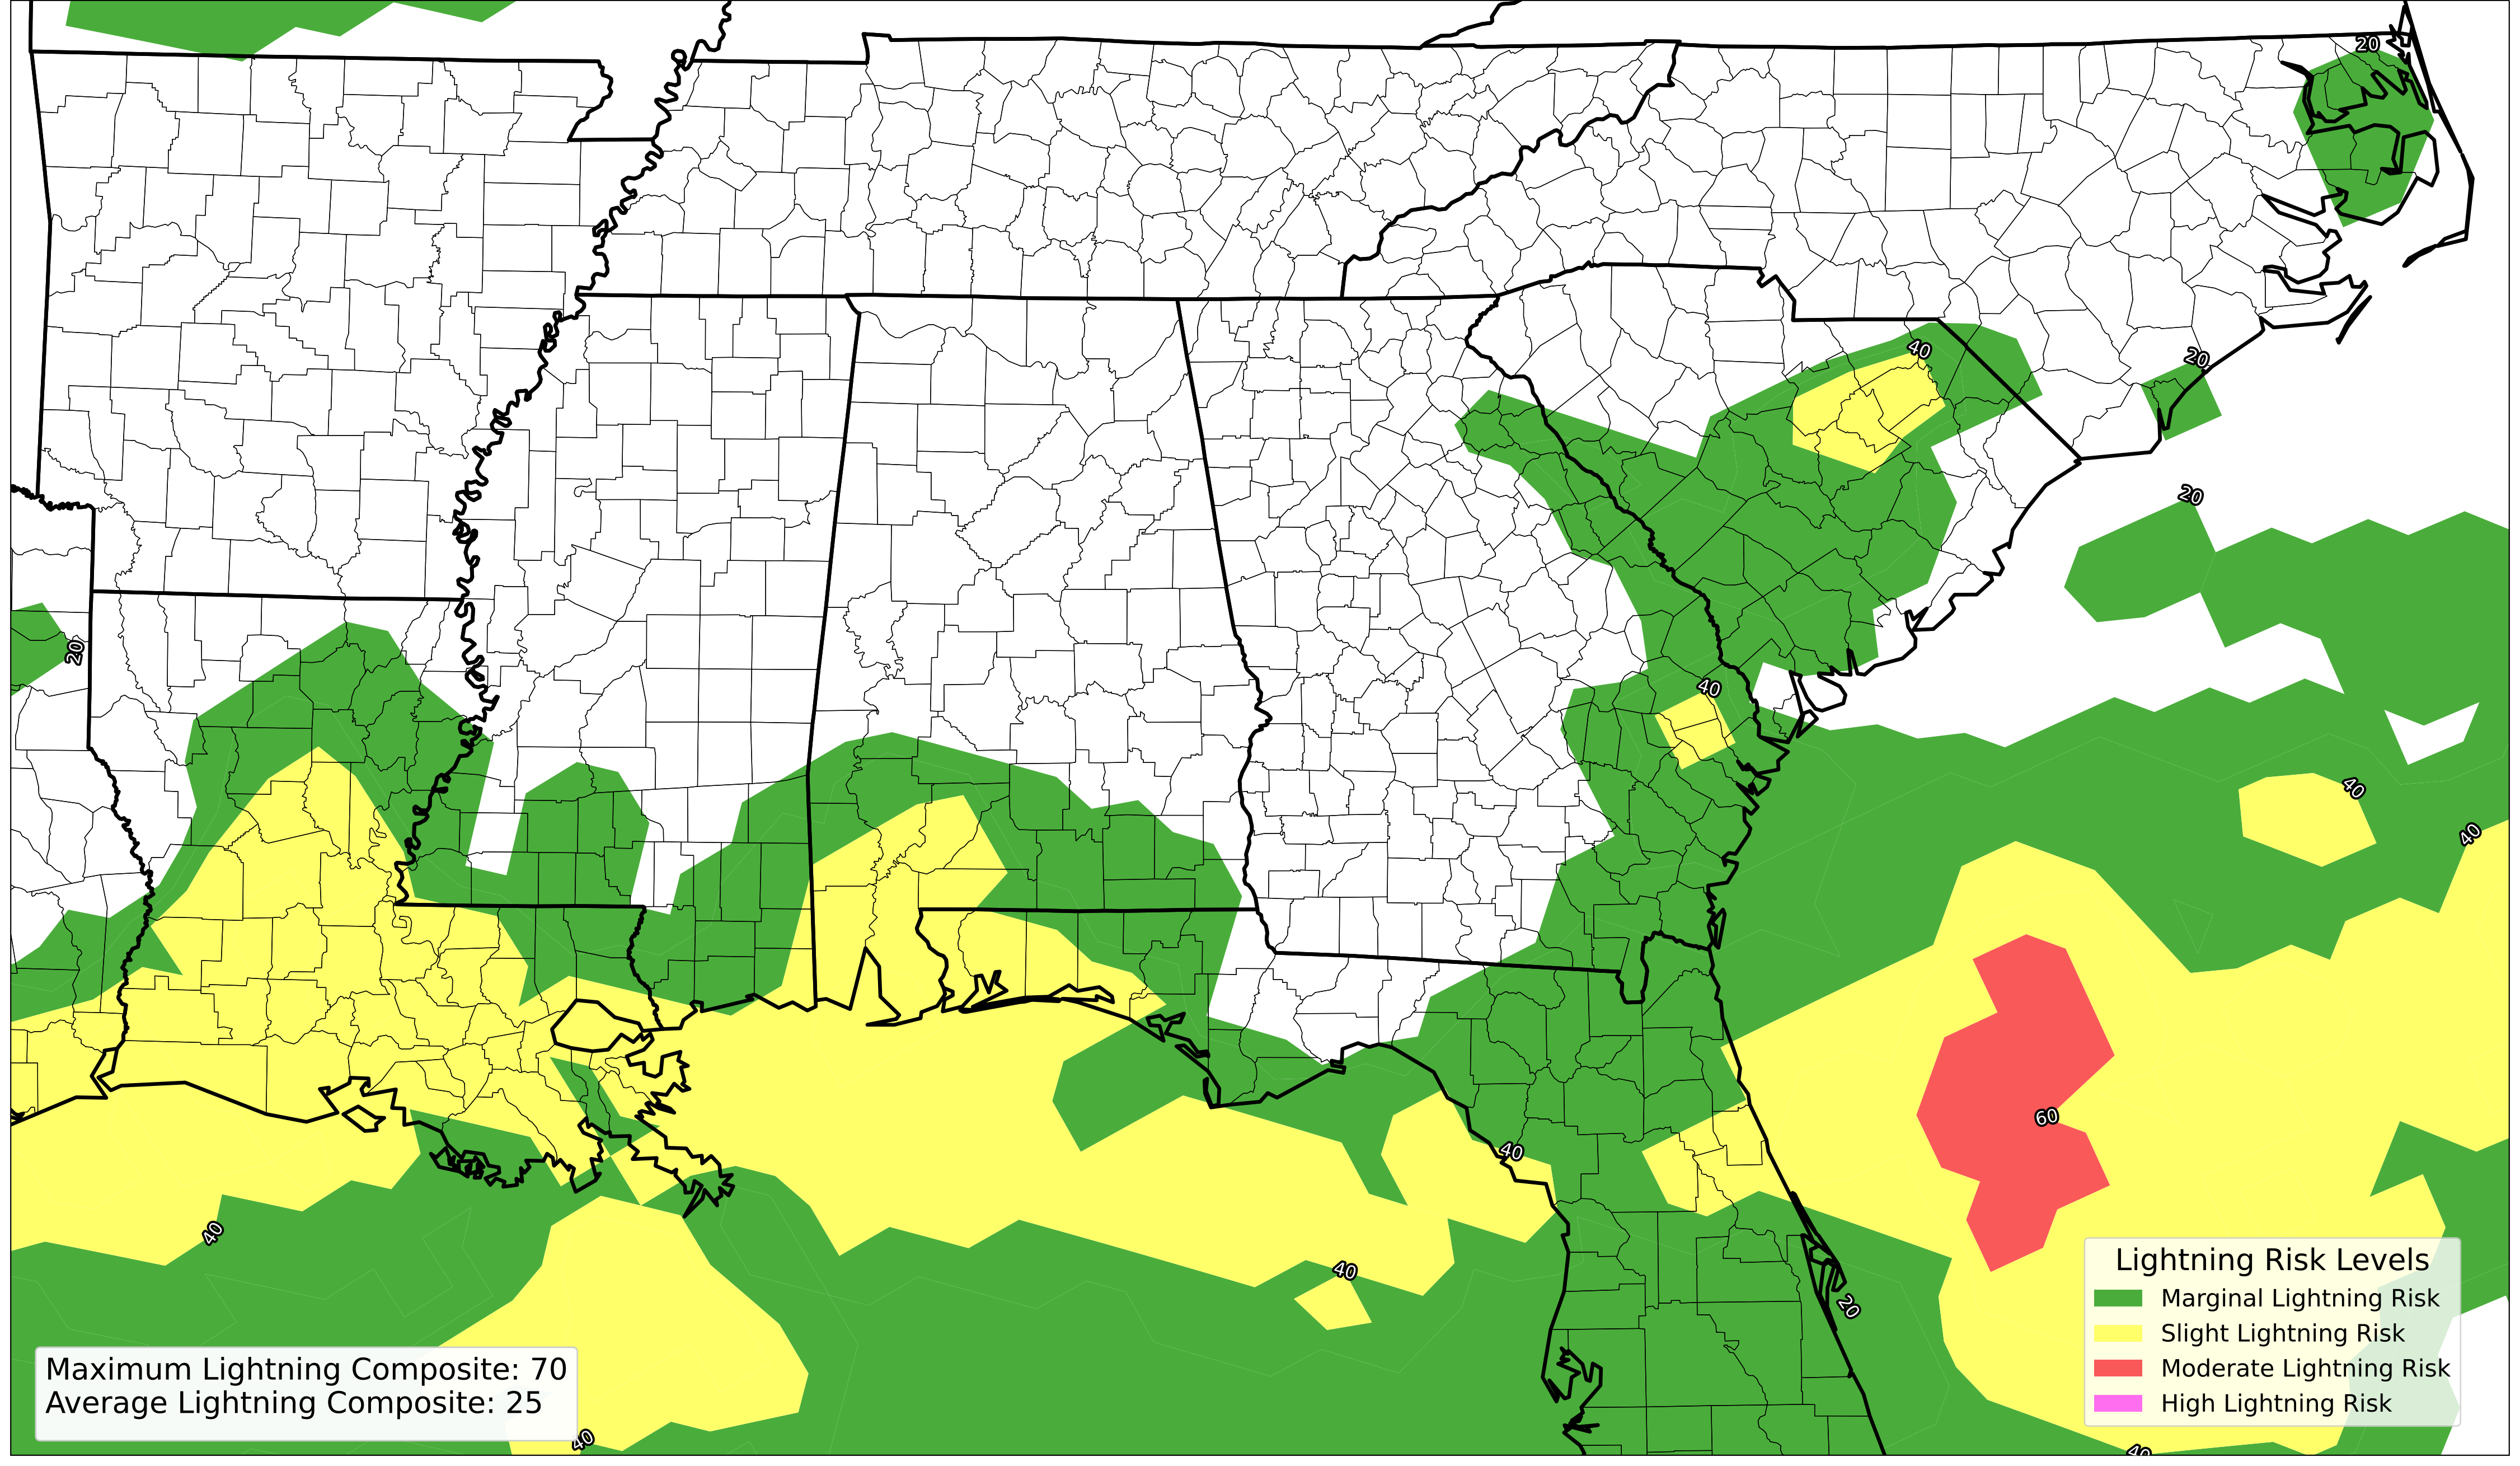 20
40
20
20
20
40
40
40
60
40
40
40
20
Lightning Risk Levels
Marginal Lightning Risk
Slight Lightning Risk
Moderate Lightning Risk
High Lightning Risk
Maximum Lightning Composite: 70
Average Lightning Composite: 25
40
40